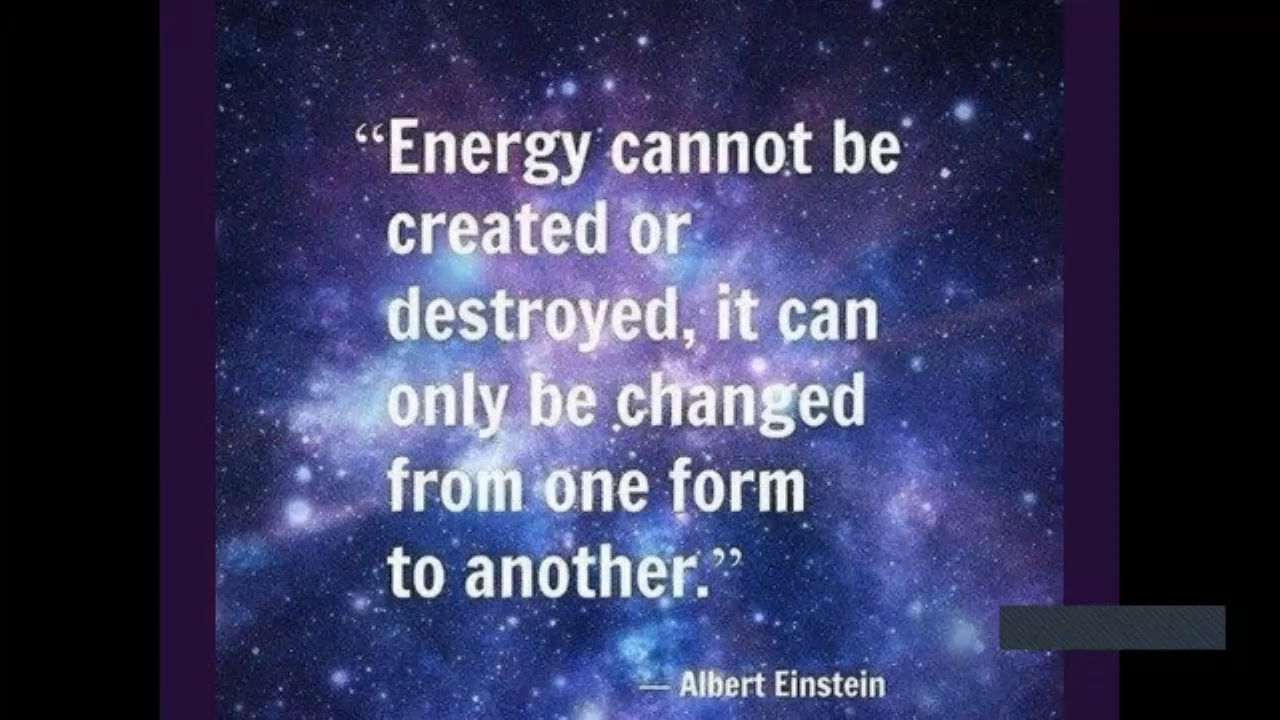 “Energy cannot be
created or
destroyed, it can
only be changed
from one form
to another.”
— Albert Einstein